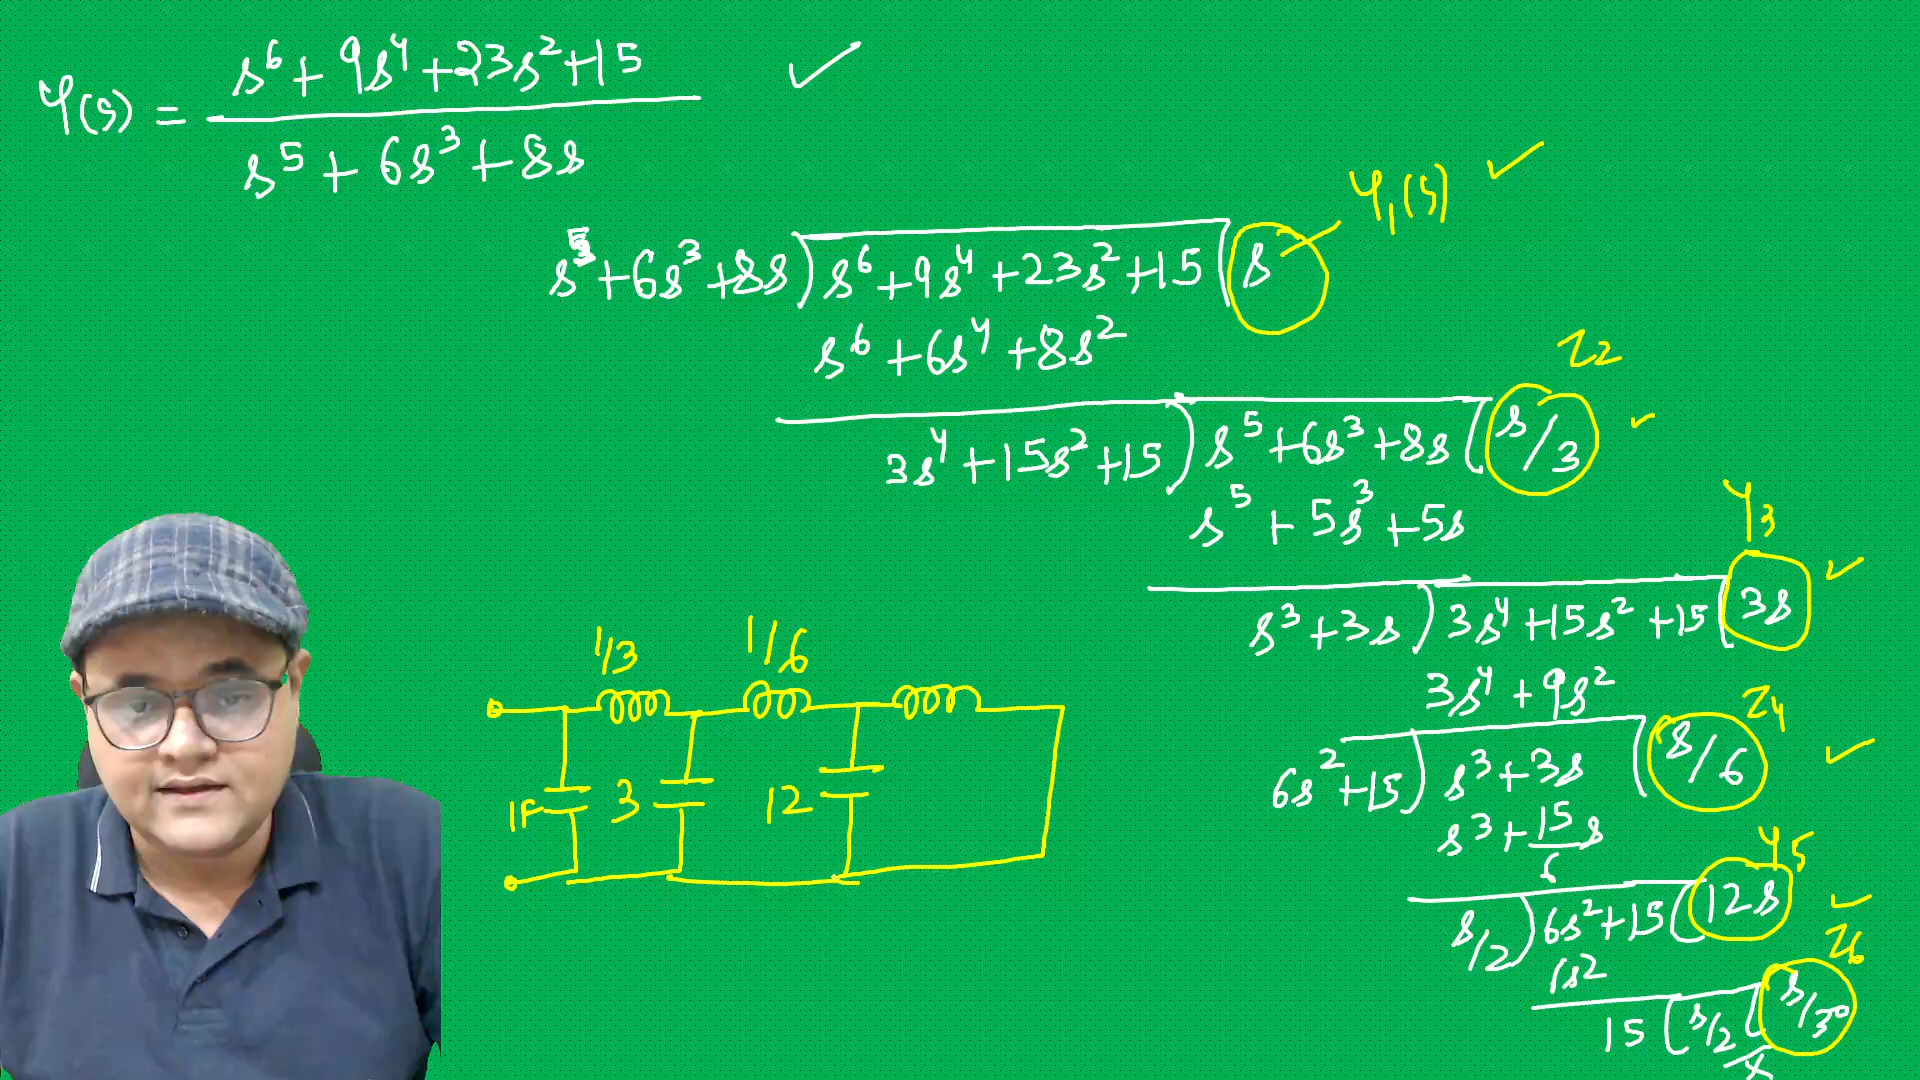 Y(s) = s⁶ + 9s⁴ + 23s² + 15
s⁵ + 6s³ + 8s
Y₁(s)
s⁵ + 6s³ + 8s ) s⁶ + 9s⁴ + 23s² + 15 ( s
s⁶ + 6s⁴ + 8s²
Z2
3s⁴ + 15s² + 15 ) s⁵ + 6s³ + 8s ( s/3
s⁵ + 5s³ + 5s
Y3
s³ + 3s ) 3s⁴ + 15s² + 15 ( 3s
3s⁴ + 9s²
Z4
6s² + 15 ) s³ + 3s ( s/6
s³ + 15/6 s
Y5
s/2 ) 6s² + 15 ( 12s
Z6
15 ( s/2 ( s/30
1/3 1/6
1F 3 12